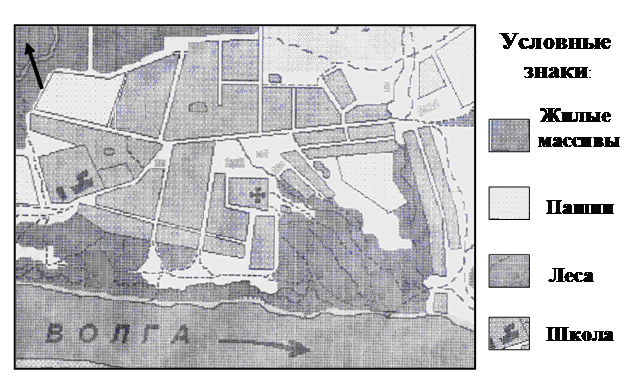 Условные
знаки:
Жилые
массивы
Пашни
Леса
Школа
ВОЛГА